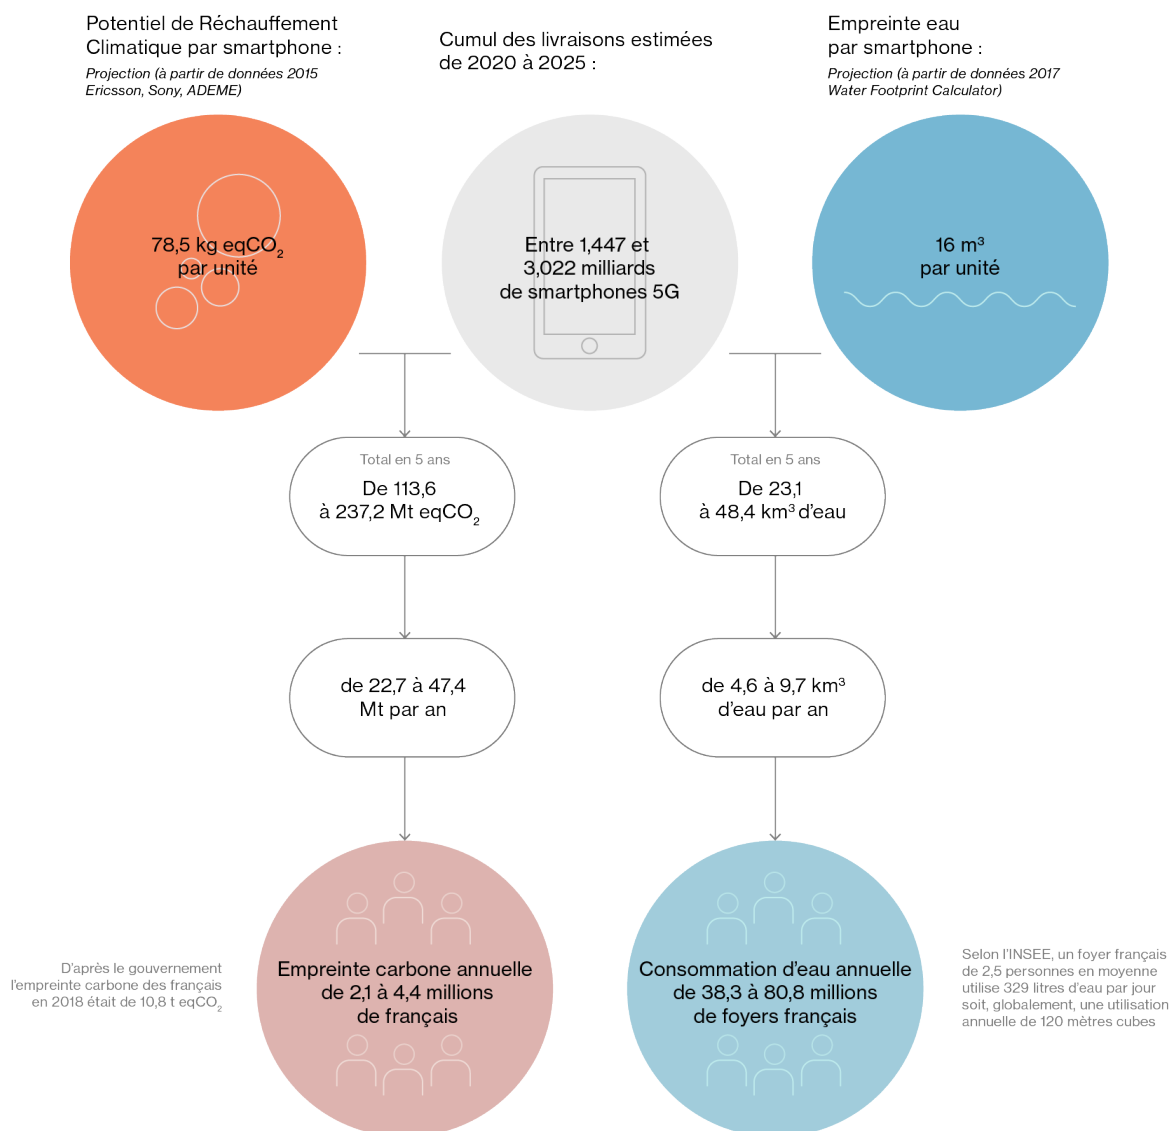 Potentiel de Réchauffement
Climatique par smartphone :
Projection (à partir de données 2015
Ericsson, Sony, ADEME)
Cumul des livraisons estimées
de 2020 à 2025 :
Empreinte eau
par smartphone :
Projection (à partir de données 2017
Water Footprint Calculator)
78,5 kg eqCO₂
par unité
Entre 1,447 et
3,022 milliards
de smartphones 5G
16 m³
par unité
Total en 5 ans
De 113,6
à 237,2 Mt eqCO₂
Total en 5 ans
De 23,1
à 48,4 km³ d’eau
de 22,7 à 47,4
Mt par an
de 4,6 à 9,7 km³
d’eau par an
D’après le gouvernement
l’empreinte carbone des français
en 2018 était de 10,8 t eqCO₂
Empreinte carbone annuelle
de 2,1 à 4,4 millions
de français
Consommation d’eau annuelle
de 38,3 à 80,8 millions
de foyers français
Selon l’INSEE, un foyer français
de 2,5 personnes en moyenne
utilise 329 litres d’eau par jour
soit, globalement, une utilisation
annuelle de 120 mètres cubes